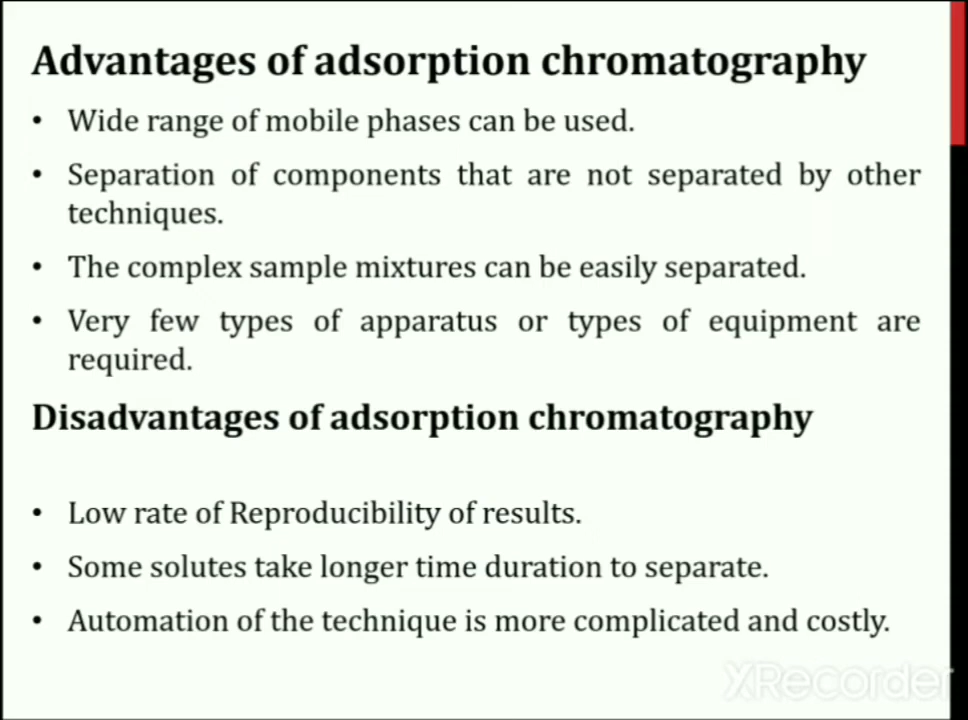 Advantages of adsorption chromatography
• Wide range of mobile phases can be used.
• Separation of components that are not separated by other
techniques.
• The complex sample mixtures can be easily separated.
• Very few types of apparatus or types of equipment are
required.
Disadvantages of adsorption chromatography
• Low rate of Reproducibility of results.
• Some solutes take longer time duration to separate.
• Automation of the technique is more complicated and costly.
XRecorder